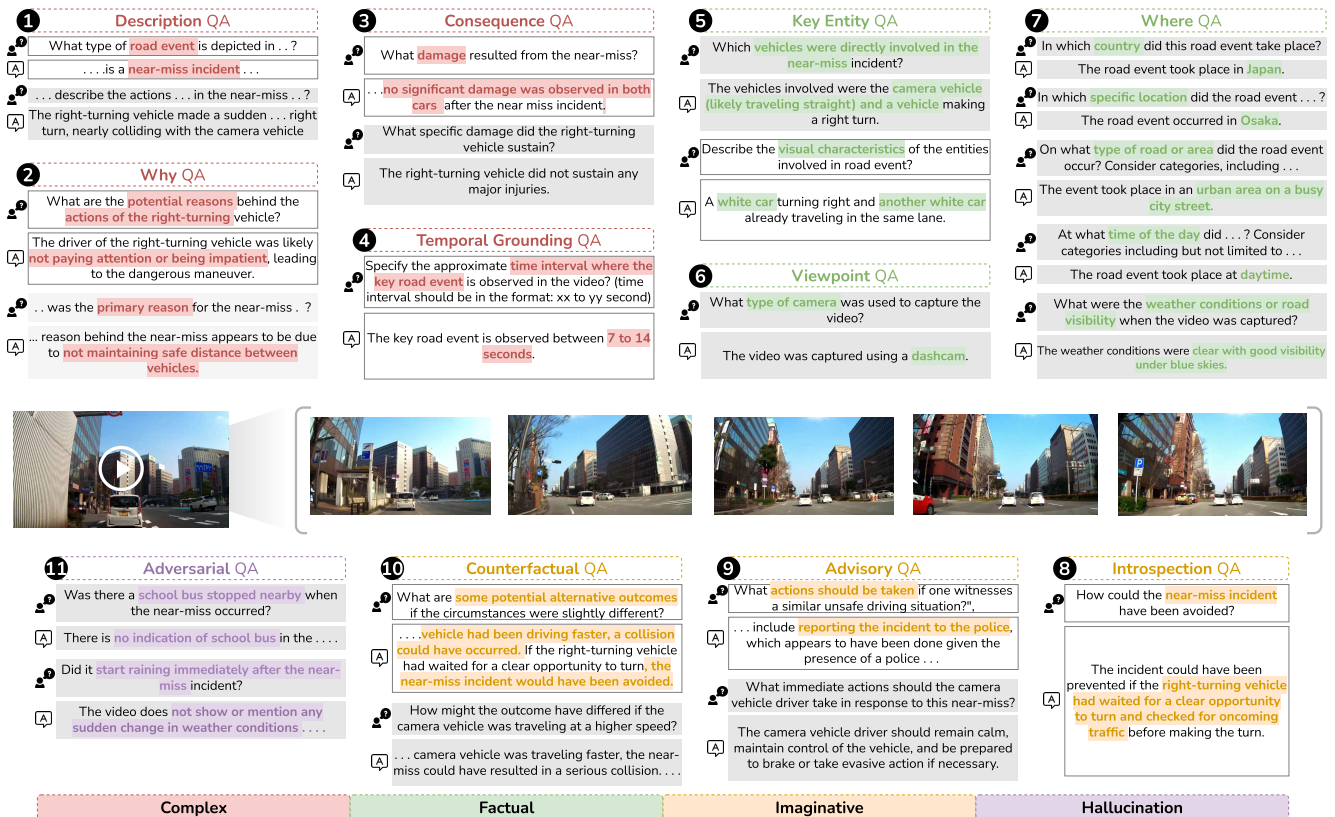 1 Description QA
What type of road event is depicted in . . ?
. . . .is a near-miss incident . . .
. . . describe the actions . . . in the near-miss . . ?
The right-turning vehicle made a sudden . . . right
turn, nearly colliding with the camera vehicle
2 Why QA
What are the potential reasons behind the
actions of the right-turning vehicle?
The driver of the right-turning vehicle was likely
not paying attention or being impatient, leading
to the dangerous maneuver.
. . was the primary reason for the near-miss . ?
... reason behind the near-miss appears to be due
to not maintaining safe distance between
vehicles.
3 Consequence QA
What damage resulted from the near-miss?
. . .no significant damage was observed in both
cars after the near miss incident.
What specific damage did the right-turning
vehicle sustain?
The right-turning vehicle did not sustain any
major injuries.
4 Temporal Grounding QA
Specify the approximate time interval where the
key road event is observed in the video? (time
interval should be in the format: xx to yy second)
The key road event is observed between 7 to 14
seconds.
5 Key Entity QA
Which vehicles were directly involved in the
near-miss incident?
The vehicles involved were the camera vehicle
(likely traveling straight) and a vehicle making
a right turn.
Describe the visual characteristics of the entities
involved in road event?
A white car turning right and another white car
already traveling in the same lane.
6 Viewpoint QA
What type of camera was used to capture the
video?
The video was captured using a dashcam.
7 Where QA
In which country did this road event take place?
The road event took place in Japan.
In which specific location did the road event . . . ?
The road event occurred in Osaka.
On what type of road or area did the road event
occur? Consider categories, including . . .
The event took place in an urban area on a busy
city street.
At what time of the day did . . . ? Consider
categories including but not limited to . . .
The road event took place at daytime.
What were the weather conditions or road
visibility when the video was captured?
The weather conditions were clear with good visibility
under blue skies.
11 Adversarial QA
Was there a school bus stopped nearby when
the near-miss occurred?
There is no indication of school bus in the . . . .
Did it start raining immediately after the near-
miss incident?
The video does not show or mention any
sudden change in weather conditions . . . .
10 Counterfactual QA
What are some potential alternative outcomes
if the circumstances were slightly different?
. . . .vehicle had been driving faster, a collision
could have occurred. If the right-turning vehicle
had waited for a clear opportunity to turn, the
near-miss incident would have been avoided.
How might the outcome have differed if the
camera vehicle was traveling at a higher speed?
. . . camera vehicle was traveling faster, the near-
miss could have resulted in a serious collision. . . .
9 Advisory QA
What actions should be taken if one witnesses
a similar unsafe driving situation?",
. . . include reporting the incident to the police,
which appears to have been done given the
presence of a police . . .
What immediate actions should the camera
vehicle driver take in response to this near-miss?
The camera vehicle driver should remain calm,
maintain control of the vehicle, and be prepared
to brake or take evasive action if necessary.
8 Introspection QA
How could the near-miss incident
have been avoided?
The incident could have been
prevented if the right-turning vehicle
had waited for a clear opportunity
to turn and checked for oncoming
traffic before making the turn.
Complex
Factual
Imaginative
Hallucination